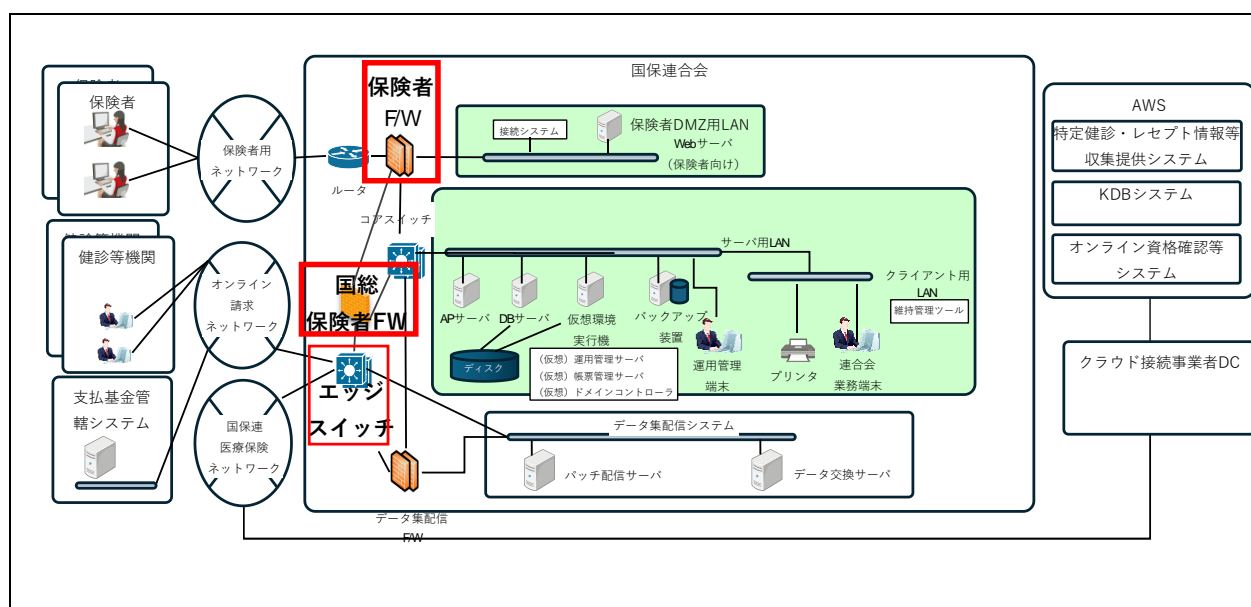 国保連合会
保険者
保険者
F/W
保険者用
ネットワーク
ルータ
接続システム
保険者DMZ用LAN
Webサーバ
(保険者向け)
AWS
特定健診・レセプト情報等
収集提供システム
KDBシステム
オンライン資格確認等
システム
コアスイッチ
健診等機関
健診等機関
オンライン
請求
ネットワーク
国総
保険者FW
サーバ用LAN
クライアント用
LAN
維持管理ツール
APサーバ
DBサーバ
仮想環境
実行機
バックアップ
装置
ディスク
(仮想)運用管理サーバ
(仮想)帳票管理サーバ
(仮想)ドメインコントローラ
運用管理
端末
プリンタ
連合会
業務端末
クラウド接続事業者DC
支払基金管
轄システム
国保連
医療保険
ネットワーク
エッジ
スイッチ
データ集配信システム
パッチ配信サーバ
データ交換サーバ
データ集配信
F/W